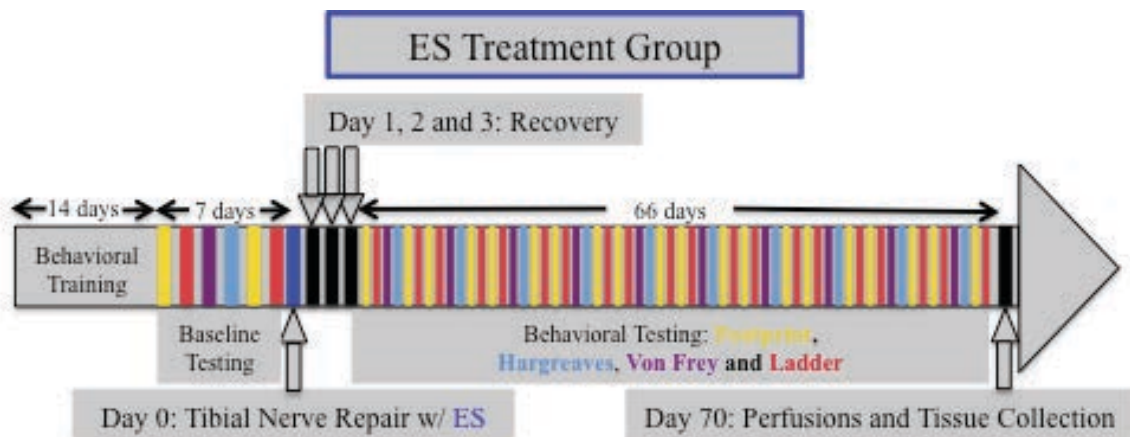 ES Treatment Group
Day 1, 2 and 3: Recovery
14 days
7 days
66 days
Behavioral
Training
Baseline
Testing
Behavioral Testing: Footprint,
Hargreaves, Von Frey and Ladder
Day 0: Tibial Nerve Repair w/ ES
Day 70: Perfusions and Tissue Collection